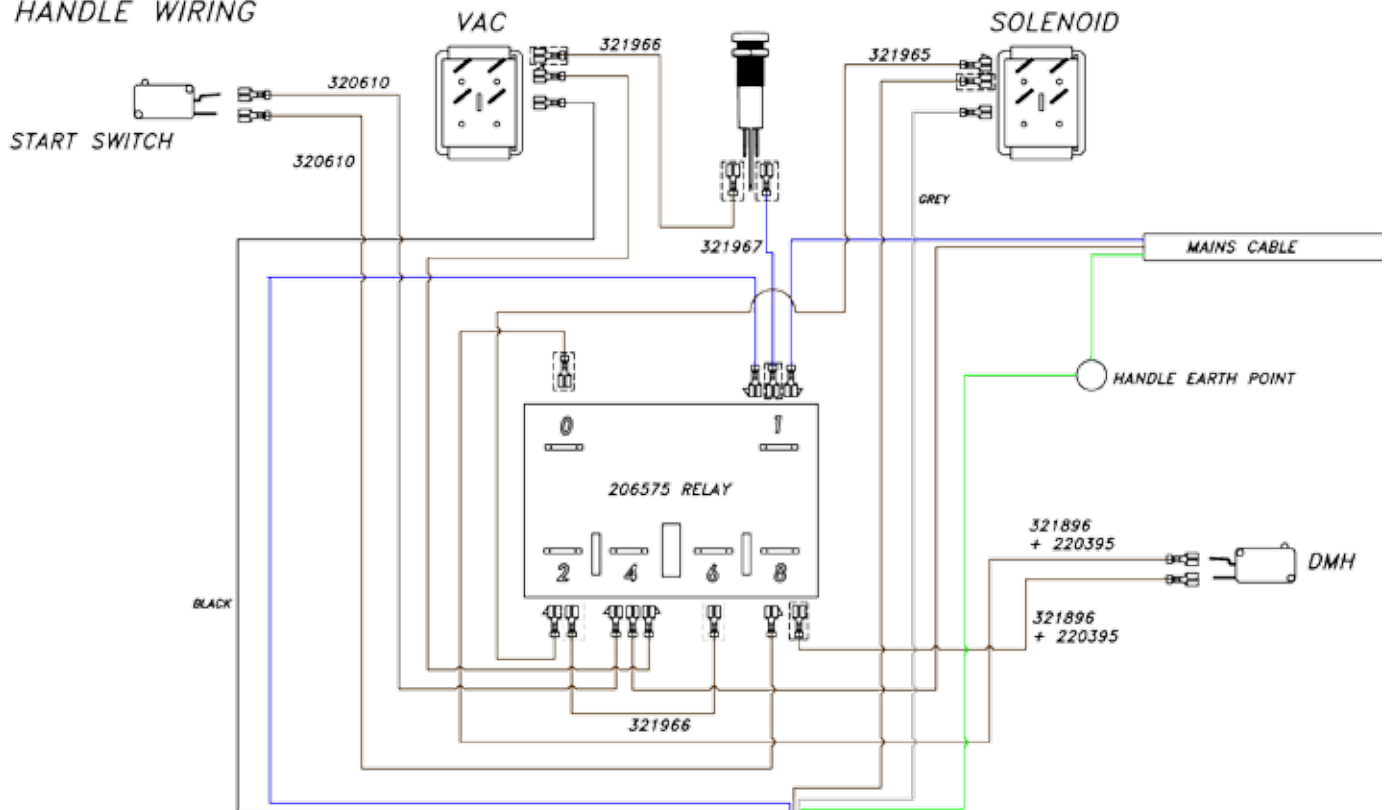 HANDLE WIRING
VAC
SOLENOID
321966
321965
320610
START SWITCH
320610
GREY
321967
MAINS CABLE
HANDLE EARTH POINT
0
1
206575 RELAY
2
4
6
8
321896
+ 220395
DMH
BLACK
321896
+ 220395
321966